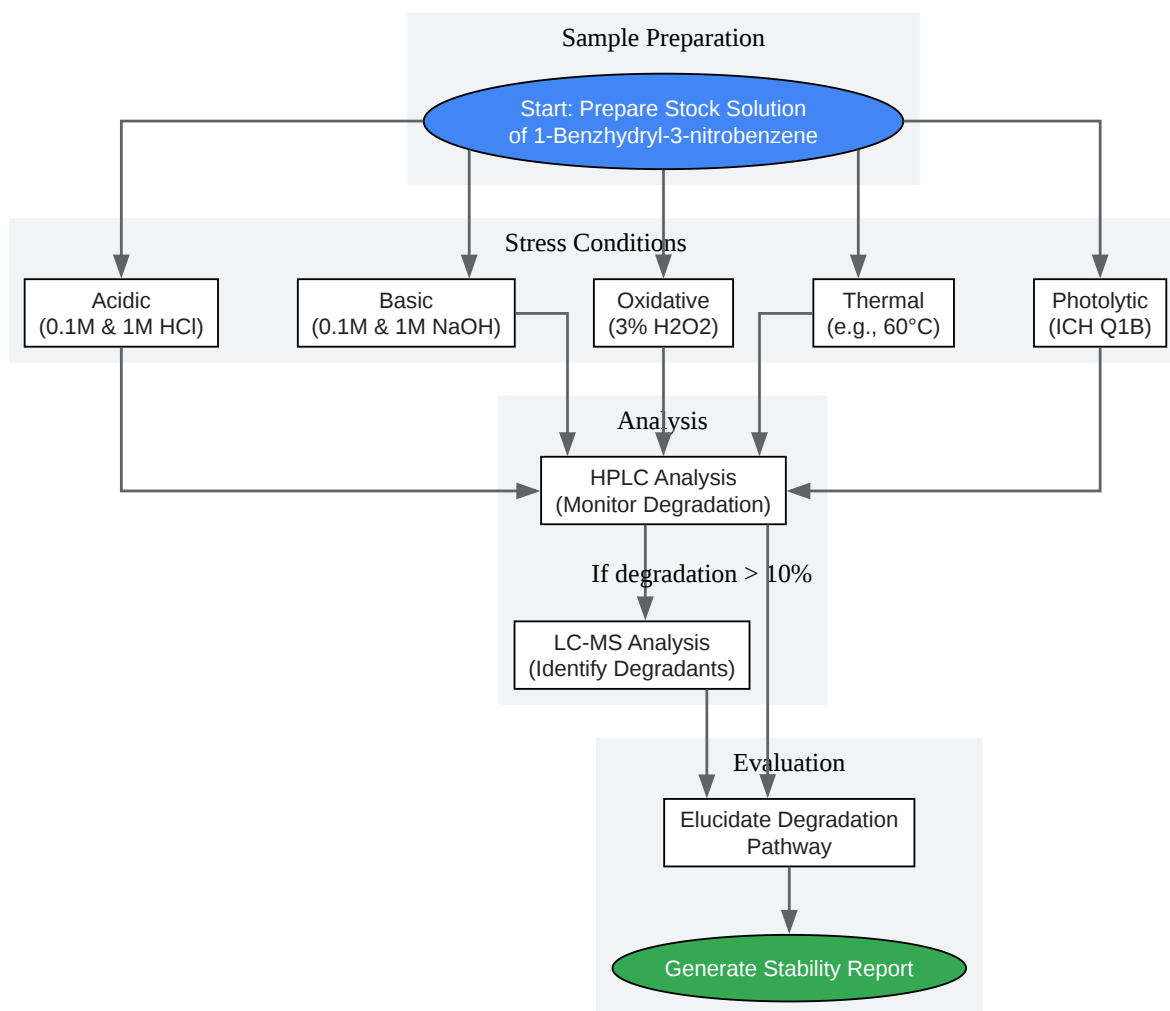 Sample Preparation
Start: Prepare Stock Solution
of 1-Benzhydryl-3-nitrobenzene
Stress Conditions
Acidic
(0.1M & 1M HCl)
Basic
(0.1M & 1M NaOH)
Oxidative
(3% H2O2)
Thermal
(e.g., 60°C)
Photolytic
(ICH Q1B)
Analysis
HPLC Analysis
(Monitor Degradation)
If degradation > 10%
LC-MS Analysis
(Identify Degradants)
Evaluation
Elucidate Degradation
Pathway
Generate Stability Report